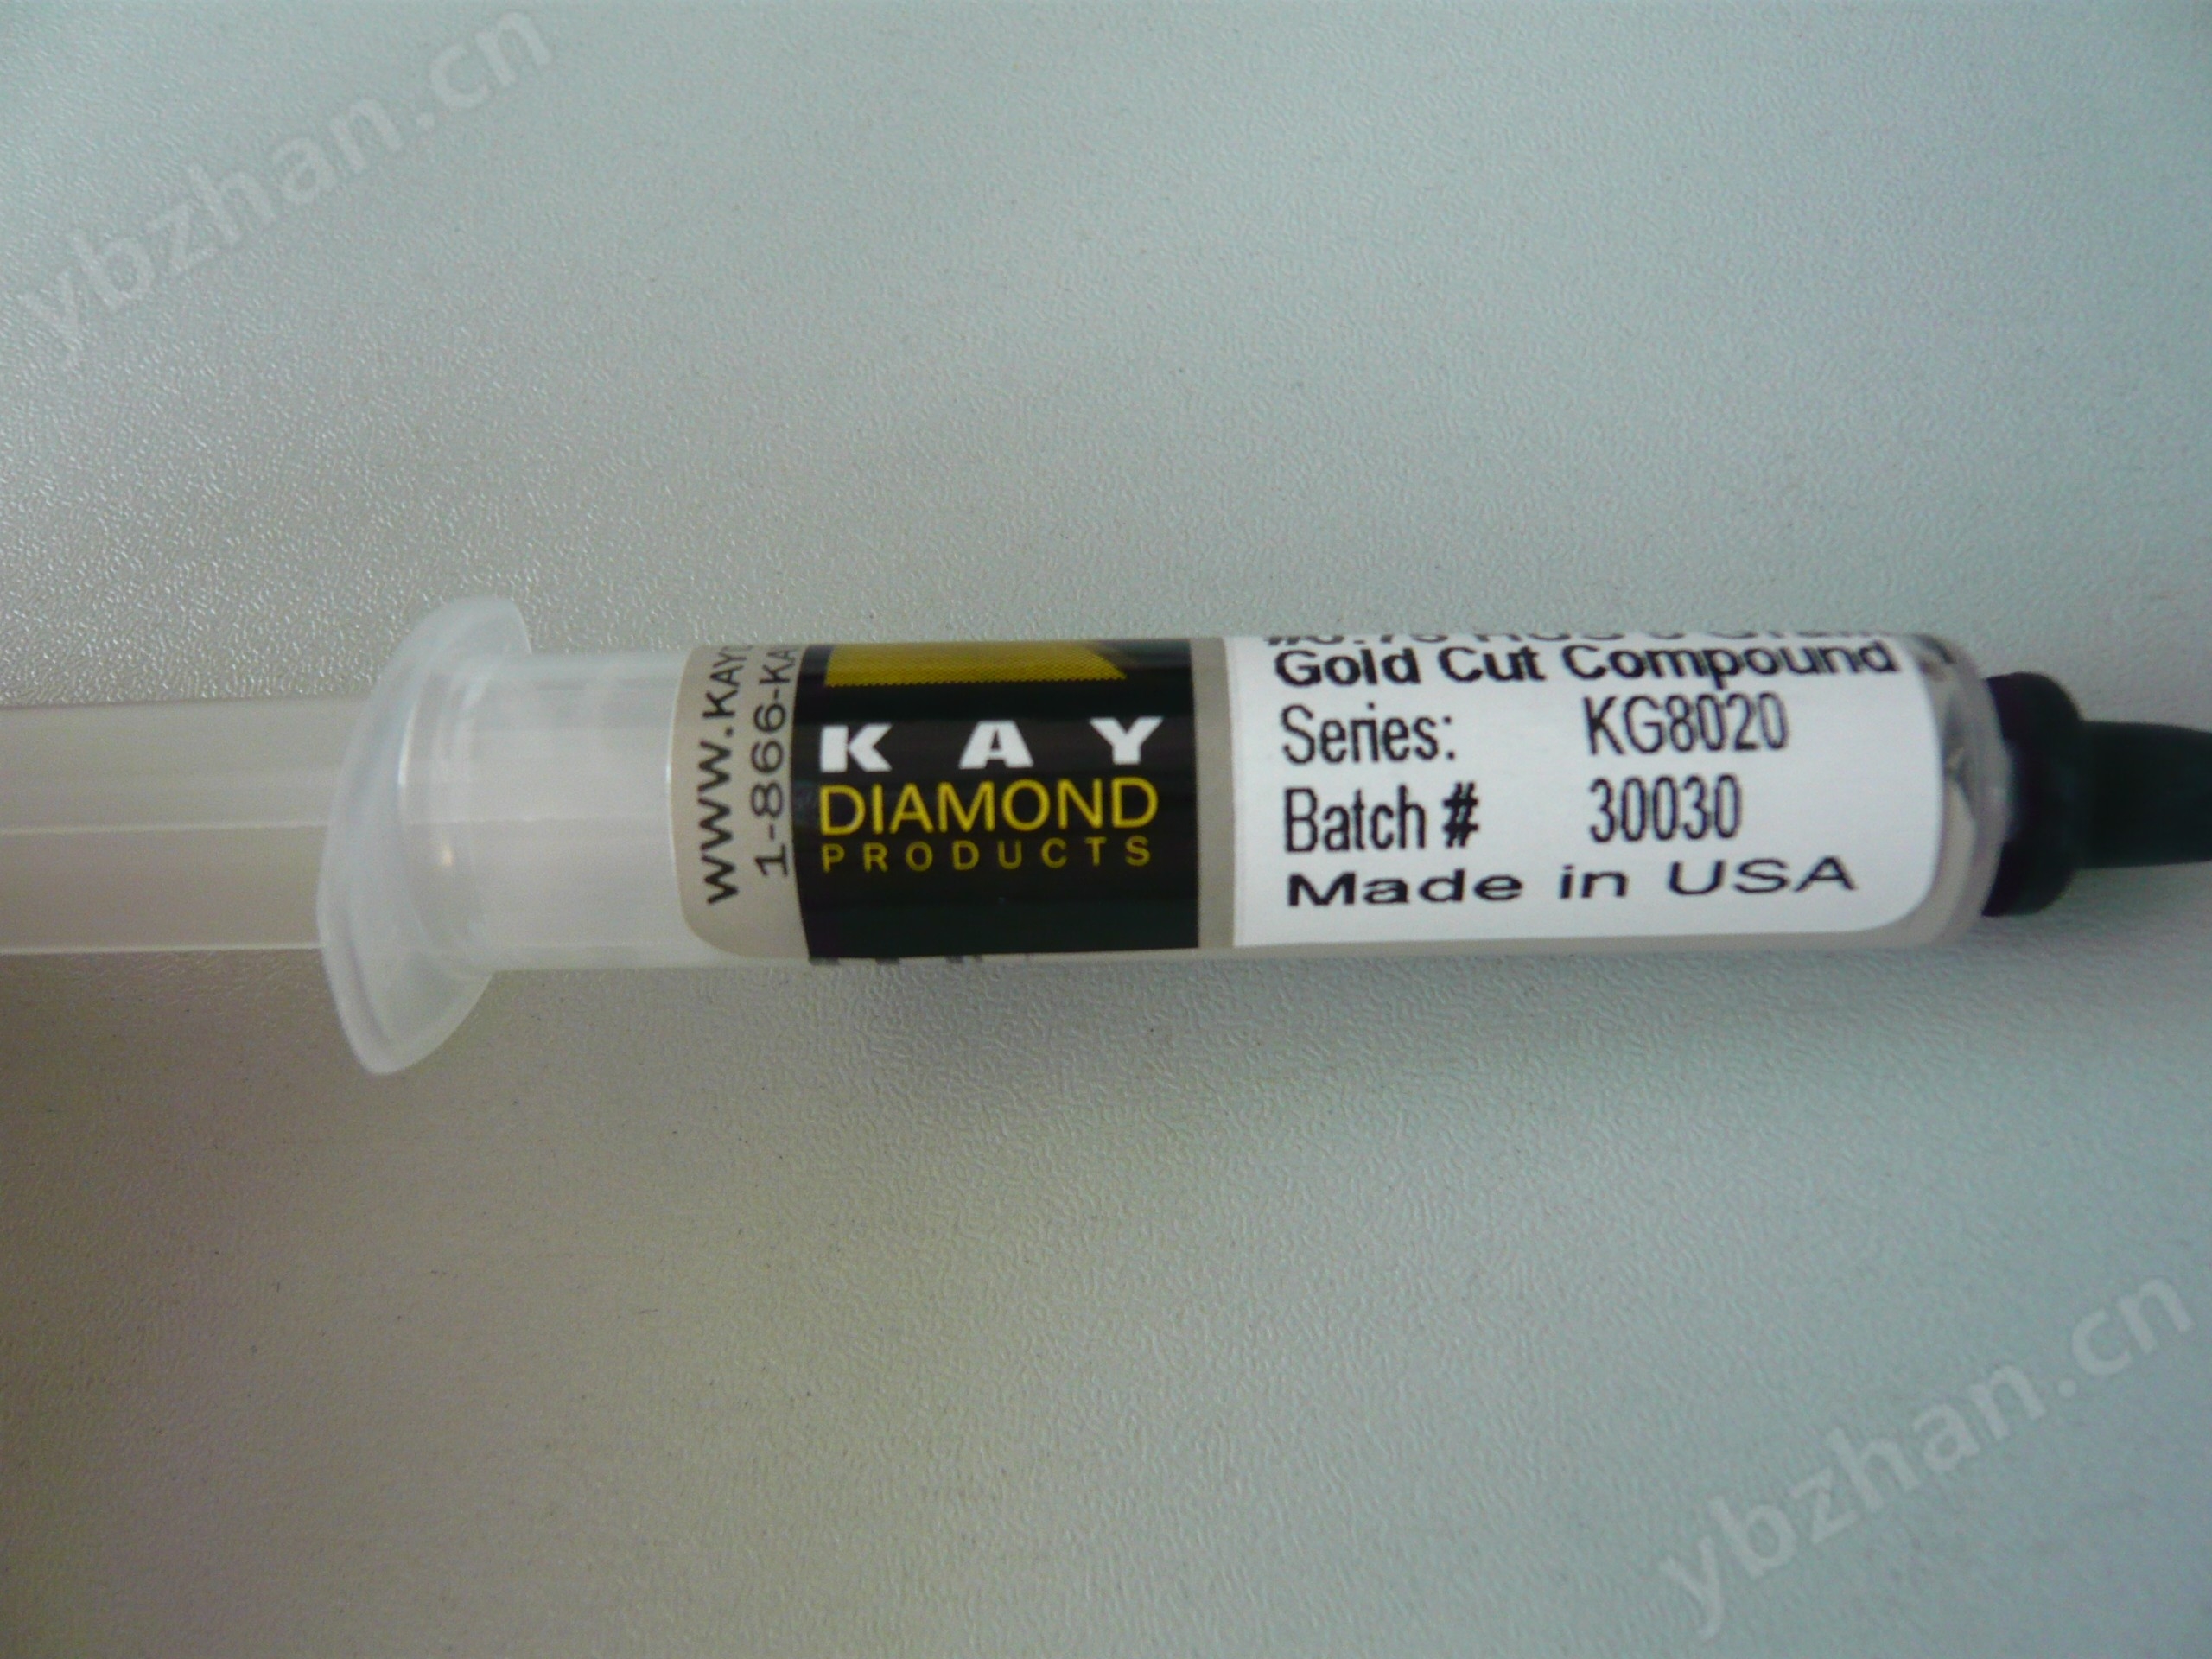 ybzhan.cn
WWW.KAY
1-866-KA
KAY
DIAMOND
PRODUCTS
Gold Cut Compound
Series: KG8020
Batch # 30030
Made in USA
ybzhan.cn